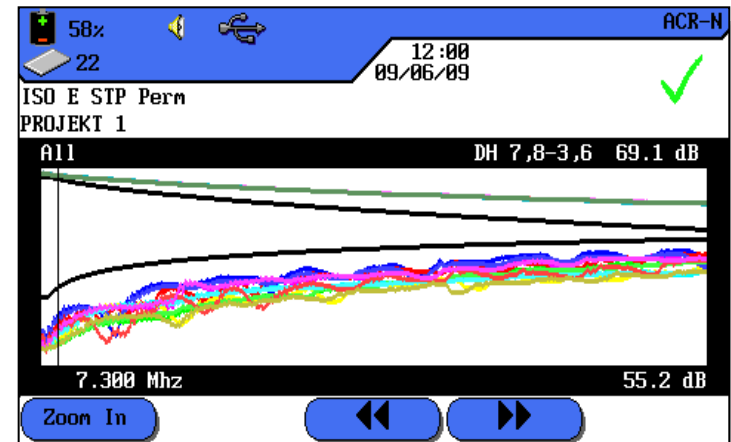 58% ACR-N
22 12:00
09/06/09
ISO E STP Perm
PROJEKT 1
All DH 7,8-3,6 69.1 dB
7.300 Mhz 55.2 dB
Zoom In